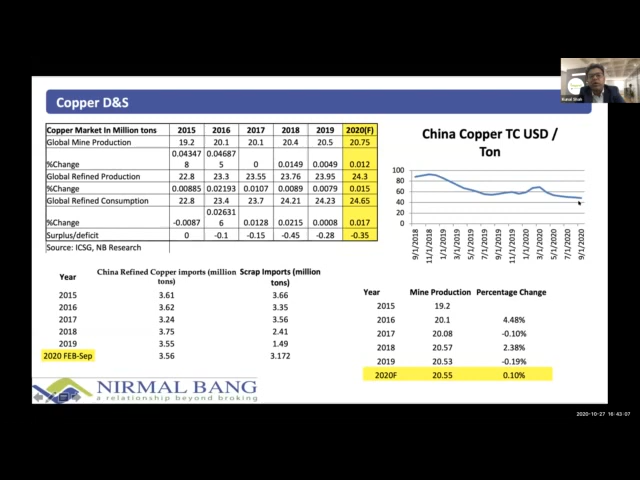 Copper D&S
Copper Market In Million tons 2015 2016 2017 2018 2019 2020(F)
Global Mine Production 19.2 20.1 20.1 20.4 20.5 20.75
0.04347 0.04687
%Change 8 5 0 0.0149 0.0049 0.012
Global Refined Production 22.8 23.3 23.55 23.76 23.95 24.3
%Change 0.00885 0.02193 0.0107 0.0089 0.0079 0.015
Global Refined Consumption 22.8 23.4 23.7 24.21 24.23 24.65
0.02631
%Change -0.0087 6 0.0128 0.0215 0.0008 0.017
Surplus/deficit 0 -0.1 -0.15 -0.45 -0.28 -0.35
Source: ICSG, NB Research
China Copper TC USD /
Ton
100
80
60
40
20
0
9/1/2018
11/1/2018
1/1/2019
3/1/2019
5/1/2019
7/1/2019
9/1/2019
11/1/2019
1/1/2020
3/1/2020
5/1/2020
7/1/2020
9/1/2020
Year China Refined Copper imports (million tons) Scrap Imports (million tons)
2015 3.61 3.66
2016 3.62 3.35
2017 3.24 3.56
2018 3.75 2.41
2019 3.55 1.49
2020 FEB-Sep 3.56 3.172
Year Mine Production Percentage Change
2015 19.2
2016 20.1 4.48%
2017 20.08 -0.10%
2018 20.57 2.38%
2019 20.53 -0.19%
2020F 20.55 0.10%
NIRMAL BANG
a relationship beyond broking
Kunal Shah
2020-10-27 16:43:07